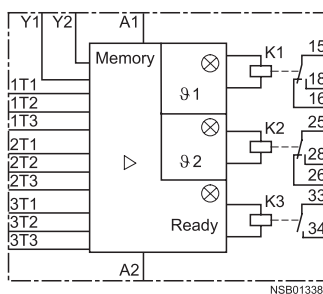 Y1 Y2 A1
Memory
K1
15
18
16
ϑ1
1T1
1T2
1T3
K2
25
28
26
ϑ2
2T1
2T2
2T3
K3
33
34
Ready
3T1
3T2
3T3
A2
NSB01338